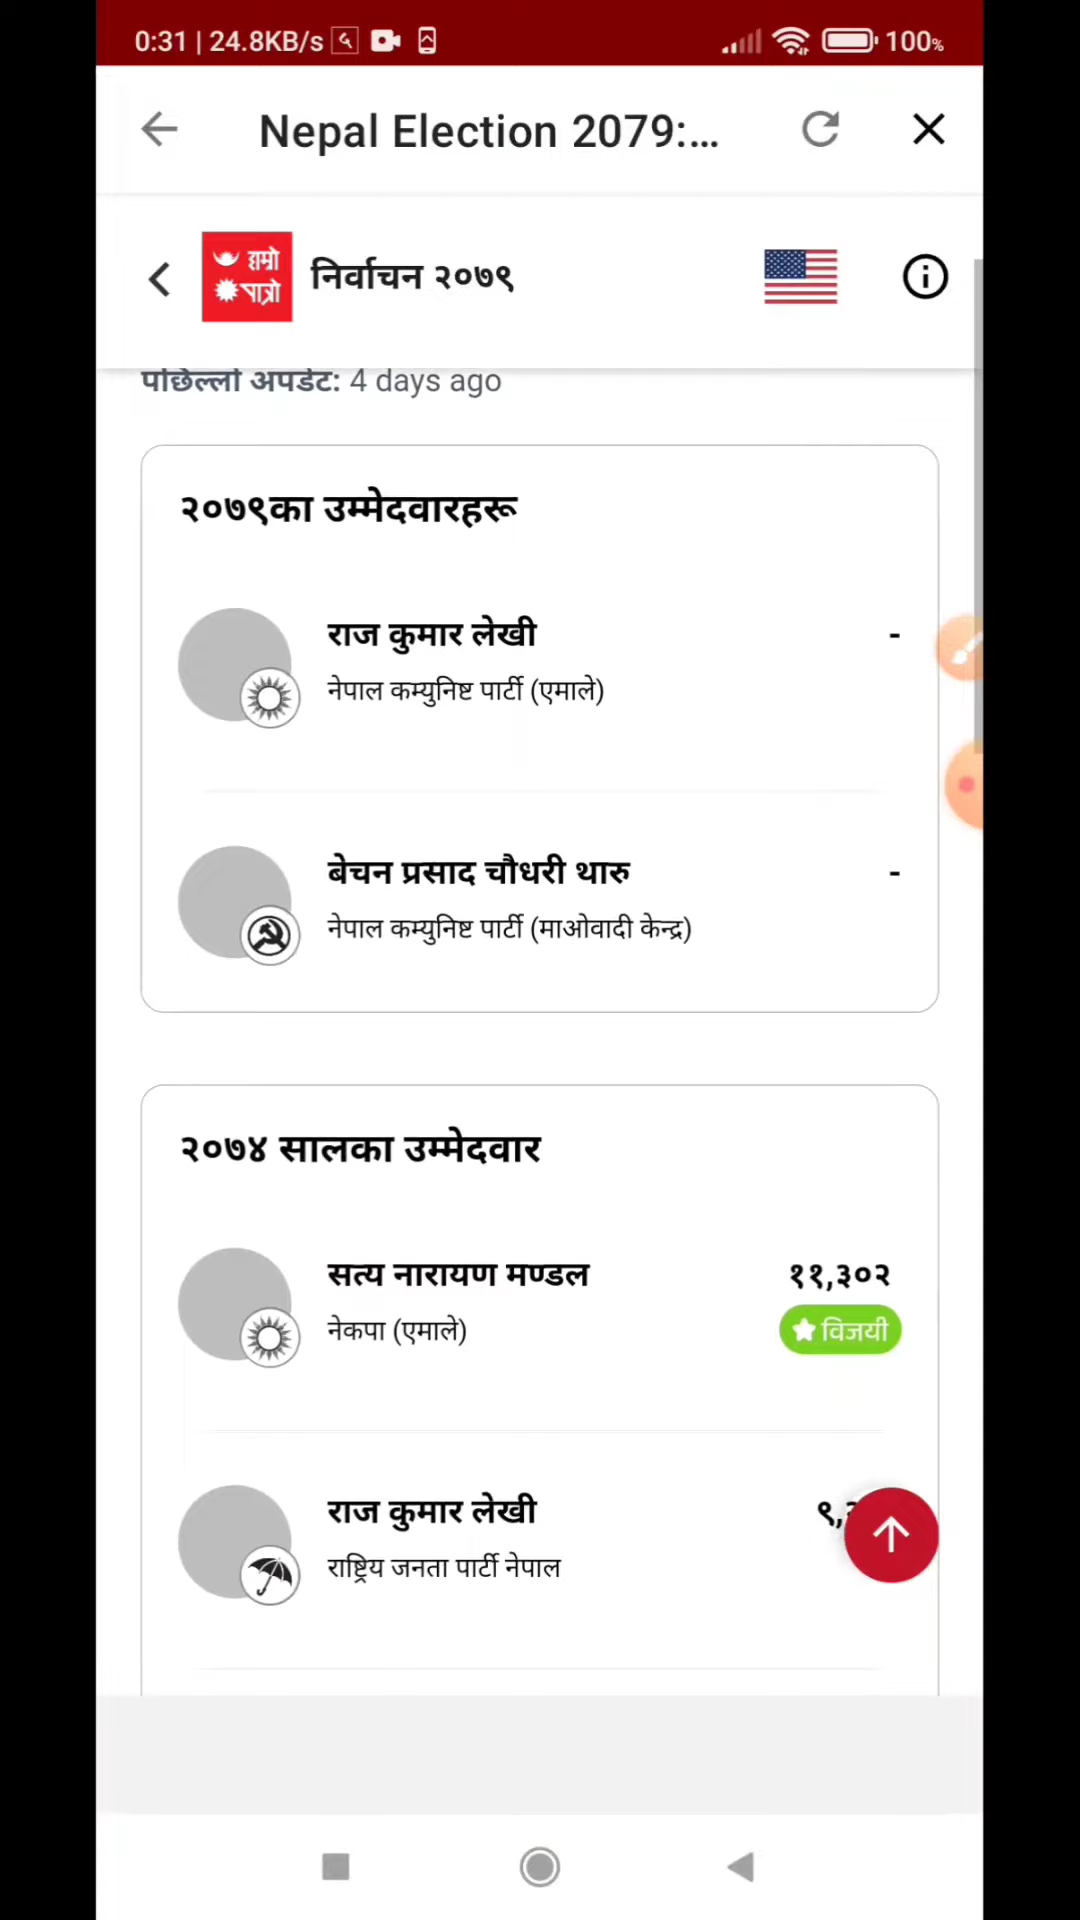 0:31 | 24.8KB/s
100%
Nepal Election 2079:...
हाम्रो
पात्रो
निर्वाचन २०७९
पछिल्लो अपडेट: 4 days ago
२०७९का उम्मेदवारहरू
राज कुमार लेखी
-
नेपाल कम्युनिष्ट पार्टी (एमाले)
बेचन प्रसाद चौधरी थारु
-
नेपाल कम्युनिष्ट पार्टी (माओवादी केन्द्र)
२०७४ सालका उम्मेदवार
सत्य नारायण मण्डल
११,३०२
नेकपा (एमाले)
विजयी
राज कुमार लेखी
राष्ट्रिय जनता पार्टी नेपाल